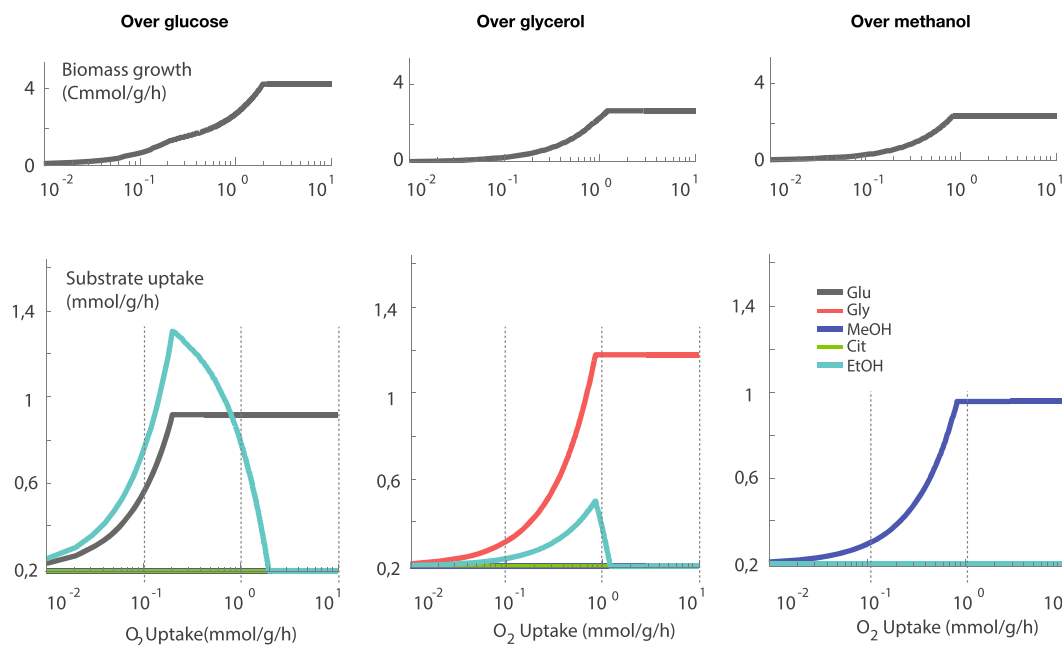 Over glucose
Over glycerol
Over methanol
Biomass growth
(Cmmol/g/h)
4
0
10-2
10-1
10 0
10 1
4
0
10-2
10-1
10 0
10 1
4
0
10-2
10-1
10 0
10 1
Substrate uptake
(mmol/g/h)
1,4
1
0,6
0,2
10-2
10-1
10 0
10 1
O2 Uptake(mmol/g/h)
1,4
1
0,6
0,2
10-2
10-1
10 0
10 1
O2 Uptake (mmol/g/h)
1,4
1
0,6
0,2
Glu
Gly
MeOH
Cit
EtOH
10-2
10-1
10 0
10
O2 Uptake (mmol/g/h)